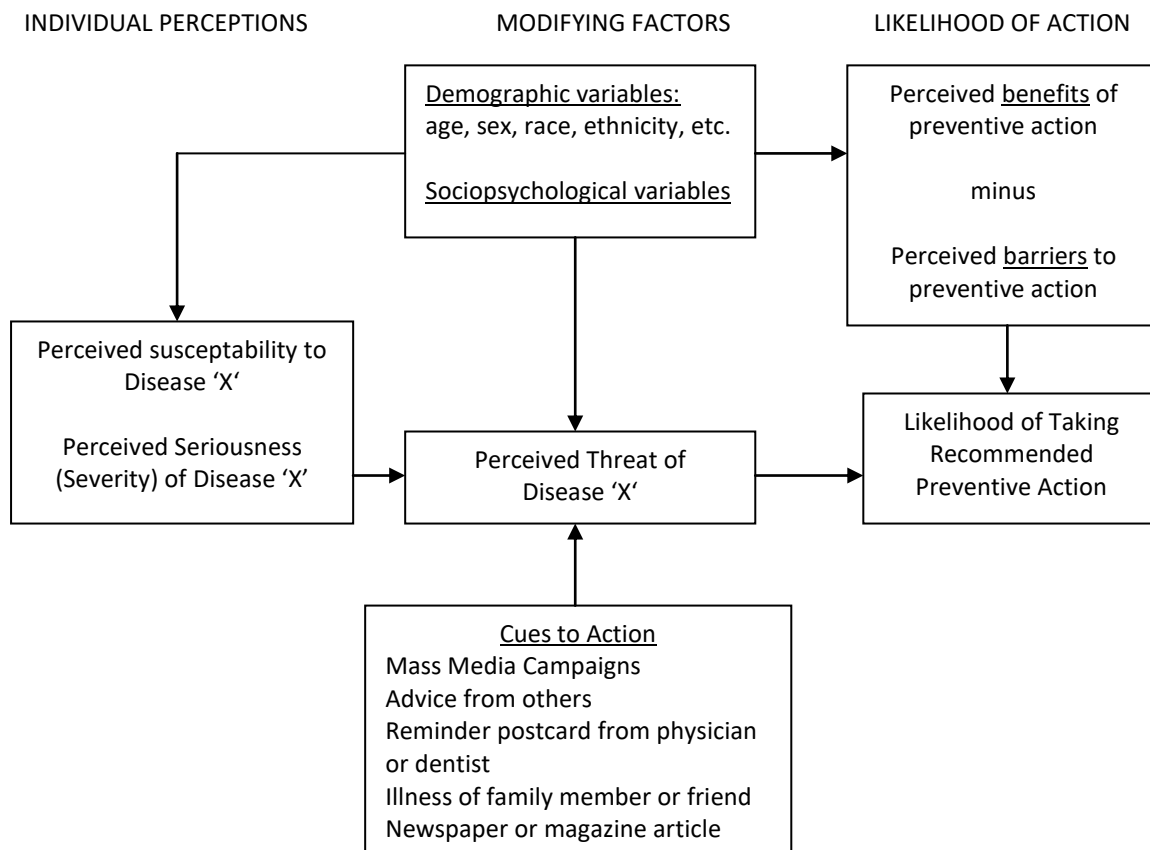 INDIVIDUAL PERCEPTIONS
MODIFYING FACTORS
LIKELIHOOD OF ACTION
Demographic variables:
age, sex, race, ethnicity, etc.
Sociopsychological variables
Perceived benefits of
preventive action
minus
Perceived barriers to
preventive action
Perceived susceptability to
Disease ‘X‘
Perceived Seriousness
(Severity) of Disease ‘X’
Perceived Threat of
Disease ‘X‘
Likelihood of Taking
Recommended
Preventive Action
Cues to Action
Mass Media Campaigns
Advice from others
Reminder postcard from physician
or dentist
Illness of family member or friend
Newspaper or magazine article